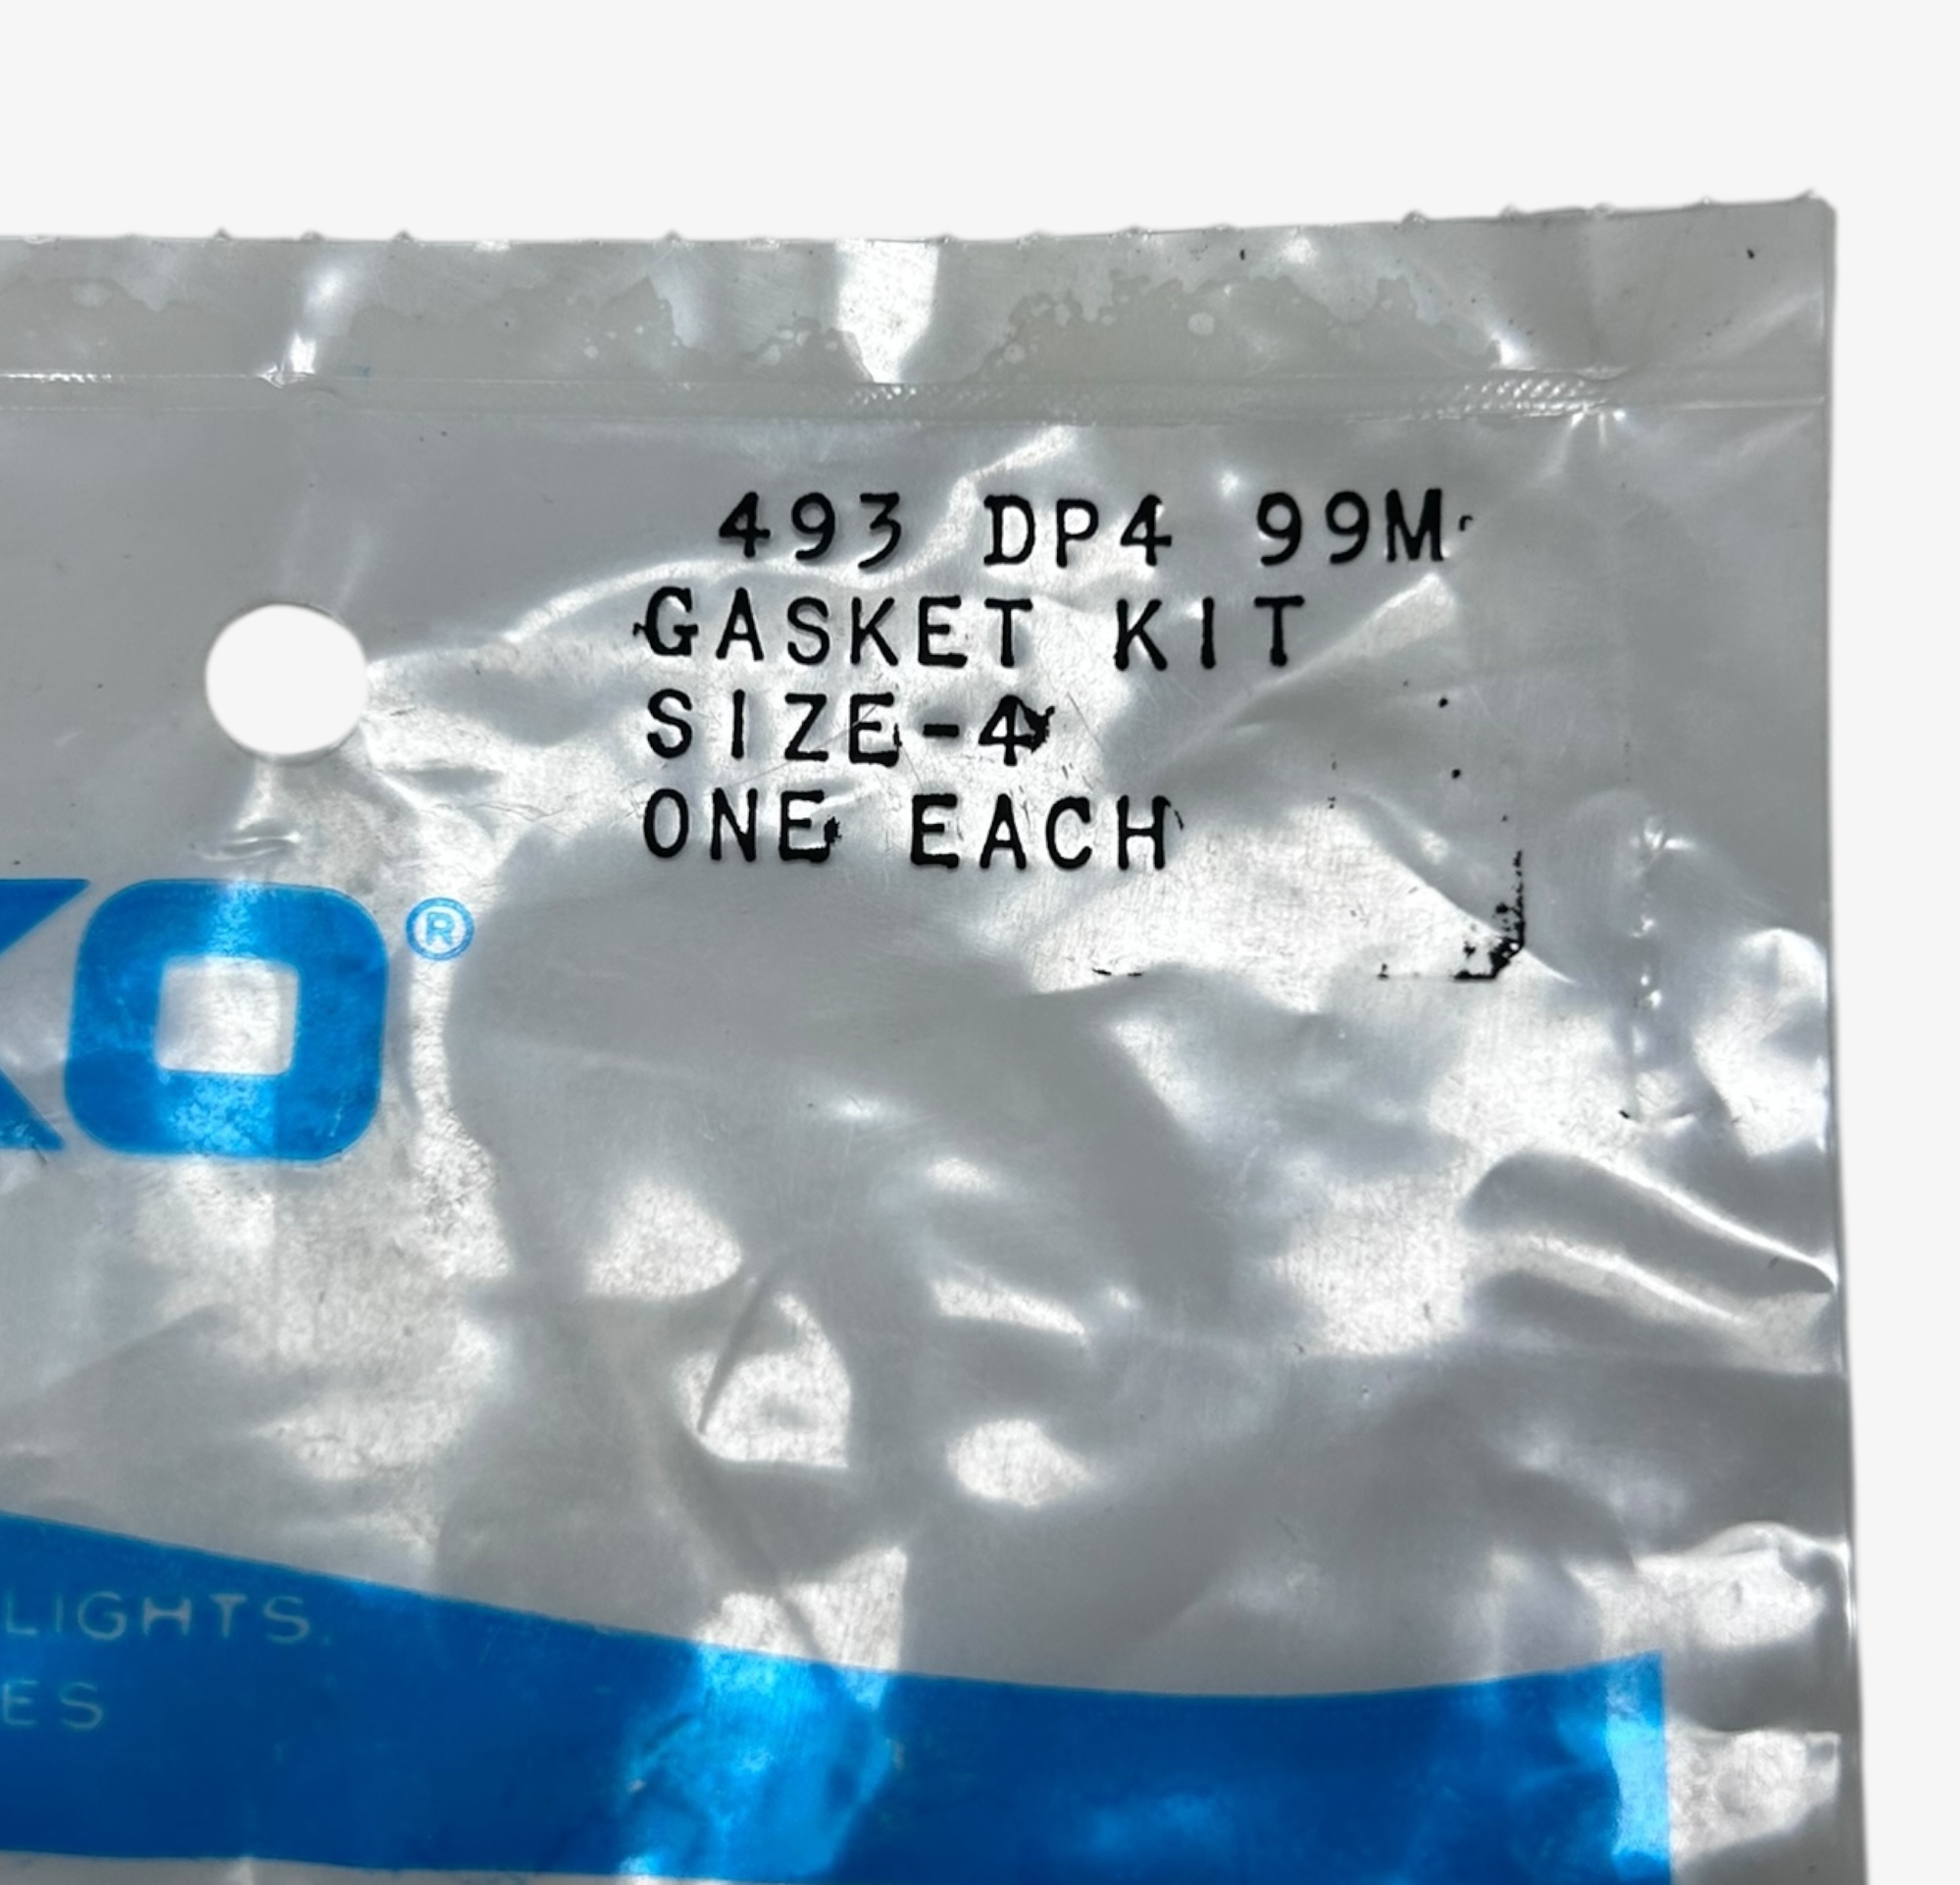 493 DP4 99M
GASKET KIT
SIZE-4
ONE EACH
KO®
LIGHTS
ES